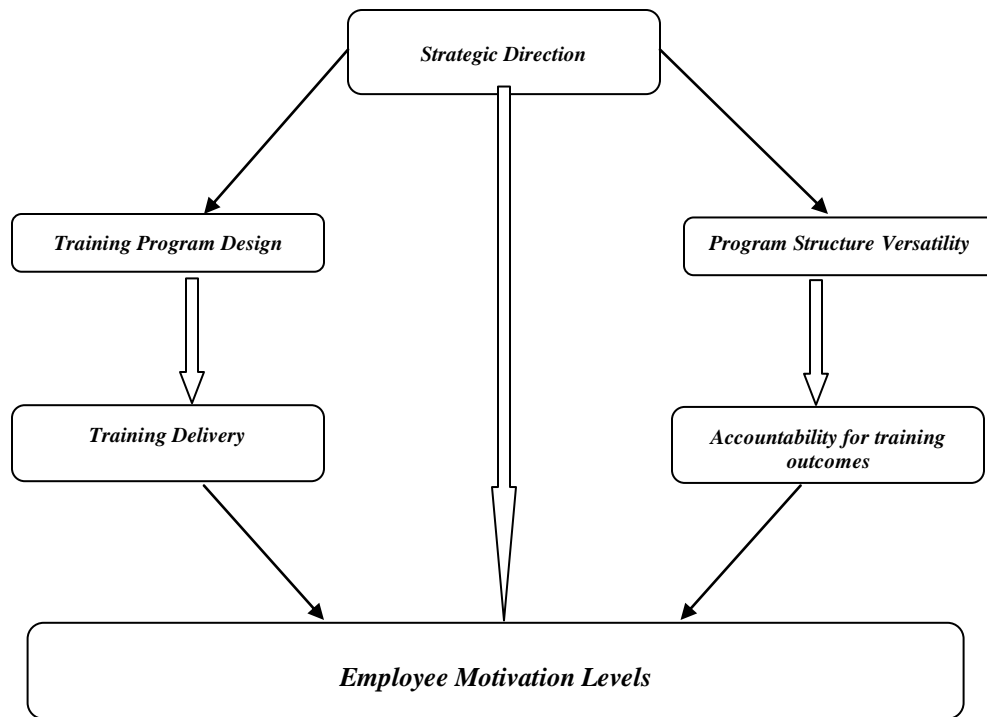 Strategic Direction
Training Program Design
Program Structure Versatility
Training Delivery
Accountability for training
outcomes
Employee Motivation Levels